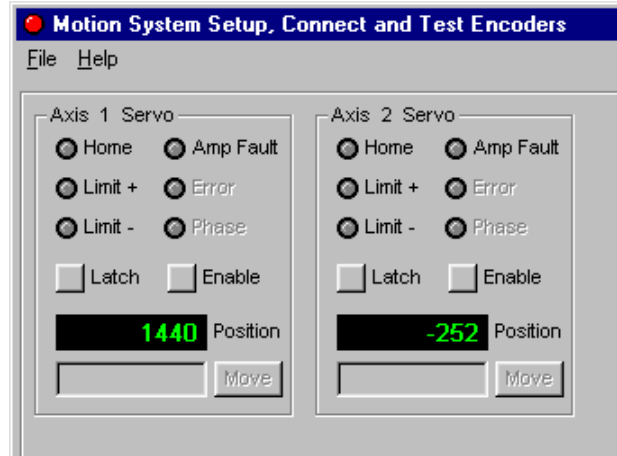 Motion System Setup, Connect and Test Encoders
File Help
Axis 1 Servo
Home Amp Fault
Limit + Error
Limit - Phase
Latch Enable
1440 Position
Move
Axis 2 Servo
Home Amp Fault
Limit + Error
Limit - Phase
Latch Enable
-252 Position
Move